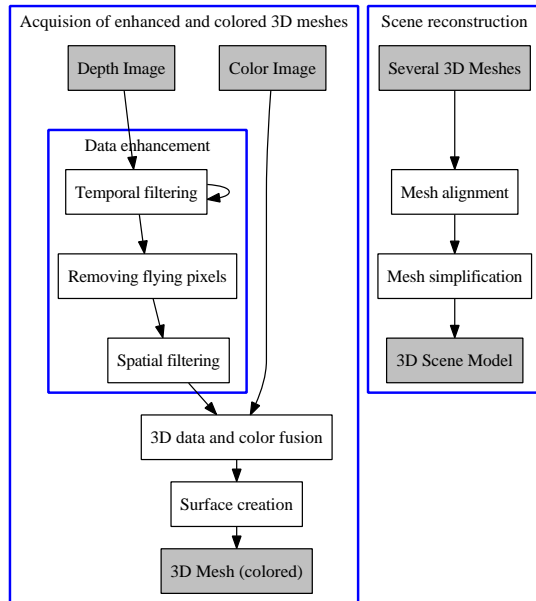 Acquision of enhanced and colored 3D meshes
Depth Image
Color Image
Data enhancement
Temporal filtering
Removing flying pixels
Spatial filtering
3D data and color fusion
Surface creation
3D Mesh (colored)
Scene reconstruction
Several 3D Meshes
Mesh alignment
Mesh simplification
3D Scene Model